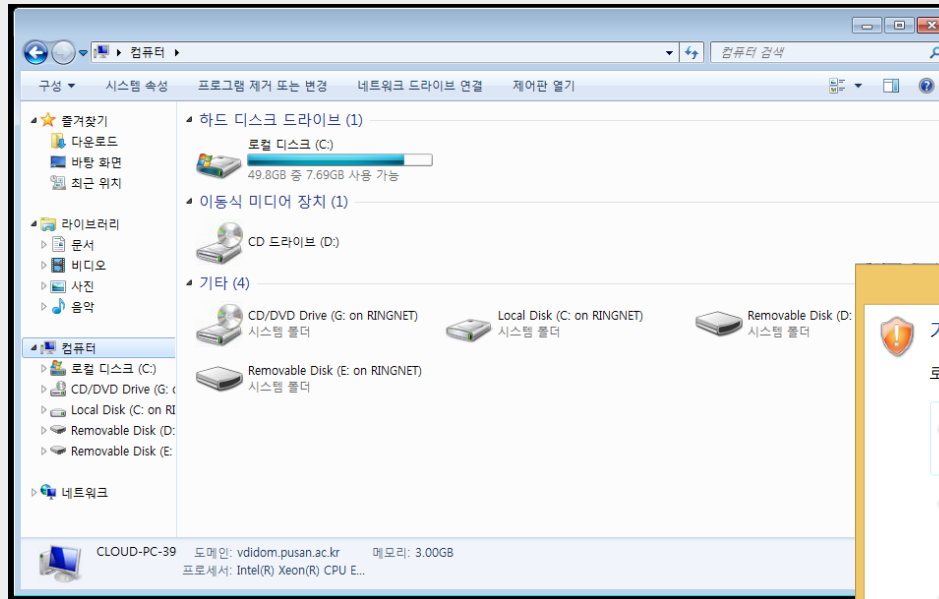 컴퓨터
컴퓨터 검색
구성 시스템 속성 프로그램 제거 또는 변경 네트워크 드라이브 연결 제어판 열기
즐겨찾기
다운로드
바탕 화면
최근 위치
라이브러리
문서
비디오
사진
음악
컴퓨터
로컬 디스크 (C:)
CD/DVD Drive (G:
Local Disk (C: on RI
Removable Disk (D:
Removable Disk (E:
네트워크
하드 디스크 드라이브 (1)
로컬 디스크 (C:)
49.8GB 중 7.69GB 사용 가능
이동식 미디어 장치 (1)
CD 드라이브 (D:)
기타 (4)
CD/DVD Drive (G: on RINGNET)
시스템 폴더
Local Disk (C: on RINGNET)
시스템 폴더
Removable Disk (D:
시스템 폴더
Removable Disk (E: on RINGNET)
시스템 폴더
CLOUD-PC-39 도메인: vdidom.pusan.ac.kr 메모리: 3.00GB
프로세서: Intel(R) Xeon(R) CPU E...